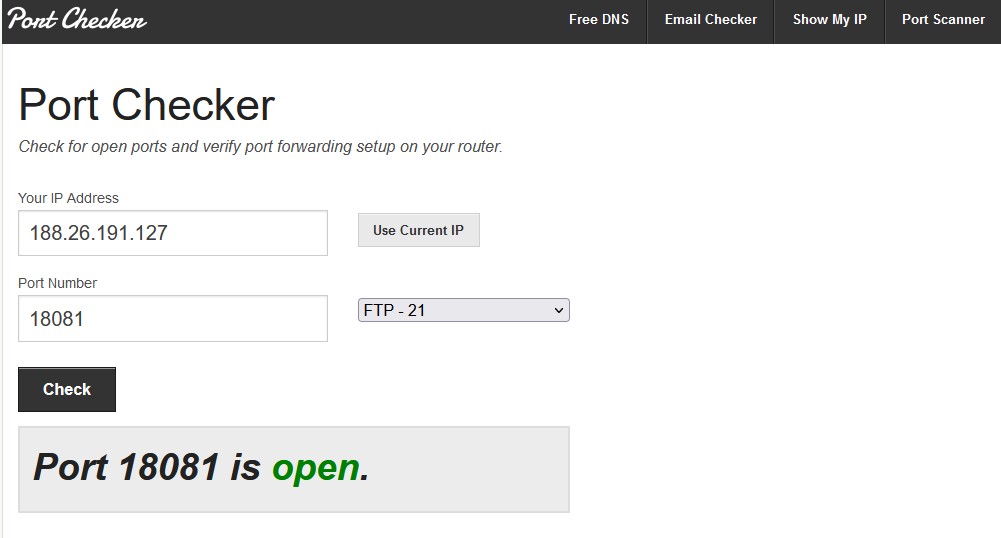 Port Checker
Free DNS
Email Checker
Show My IP
Port Scanner
Port Checker
Check for open ports and verify port forwarding setup on your router.
Your IP Address
188.26.191.127
Use Current IP
Port Number
18081
FTP - 21
Check
Port 18081 is open.